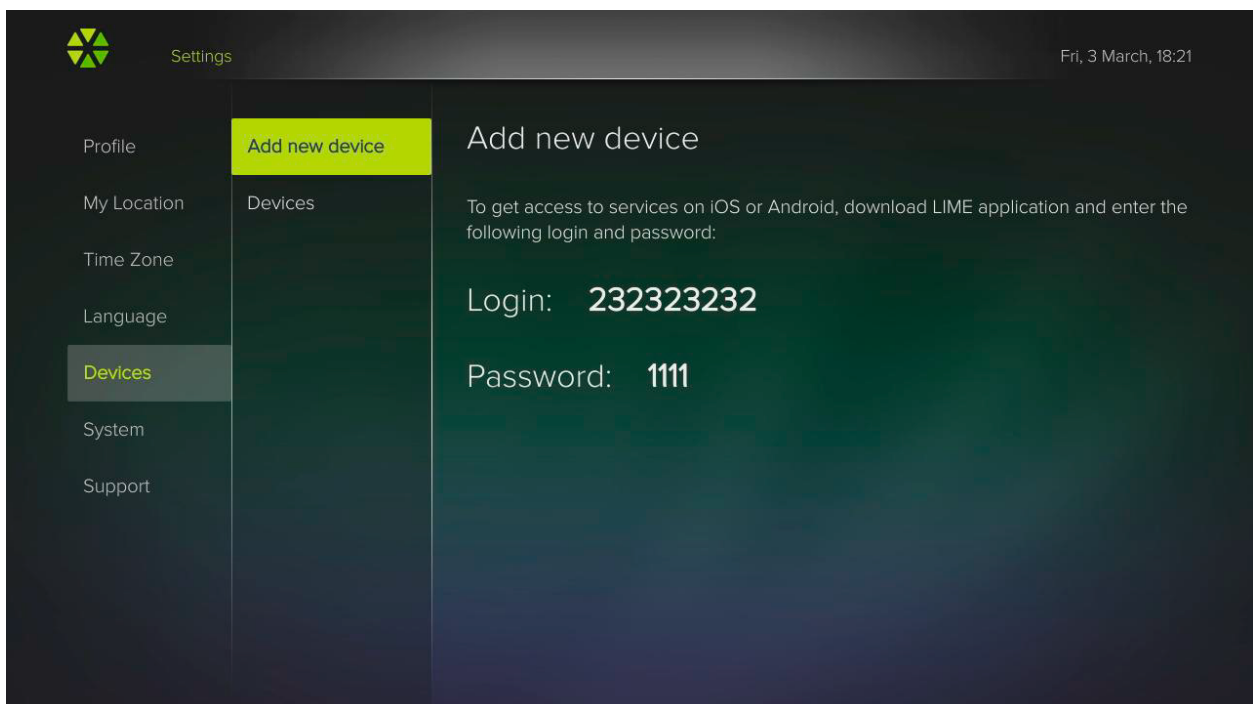 Settings
Fri, 3 March, 18:21
Profile
My Location
Time Zone
Language
Devices
System
Support
Add new device
Devices
Add new device
To get access to services on iOS or Android, download LIME application and enter the
following login and password:
Login: 232323232
Password: 1111